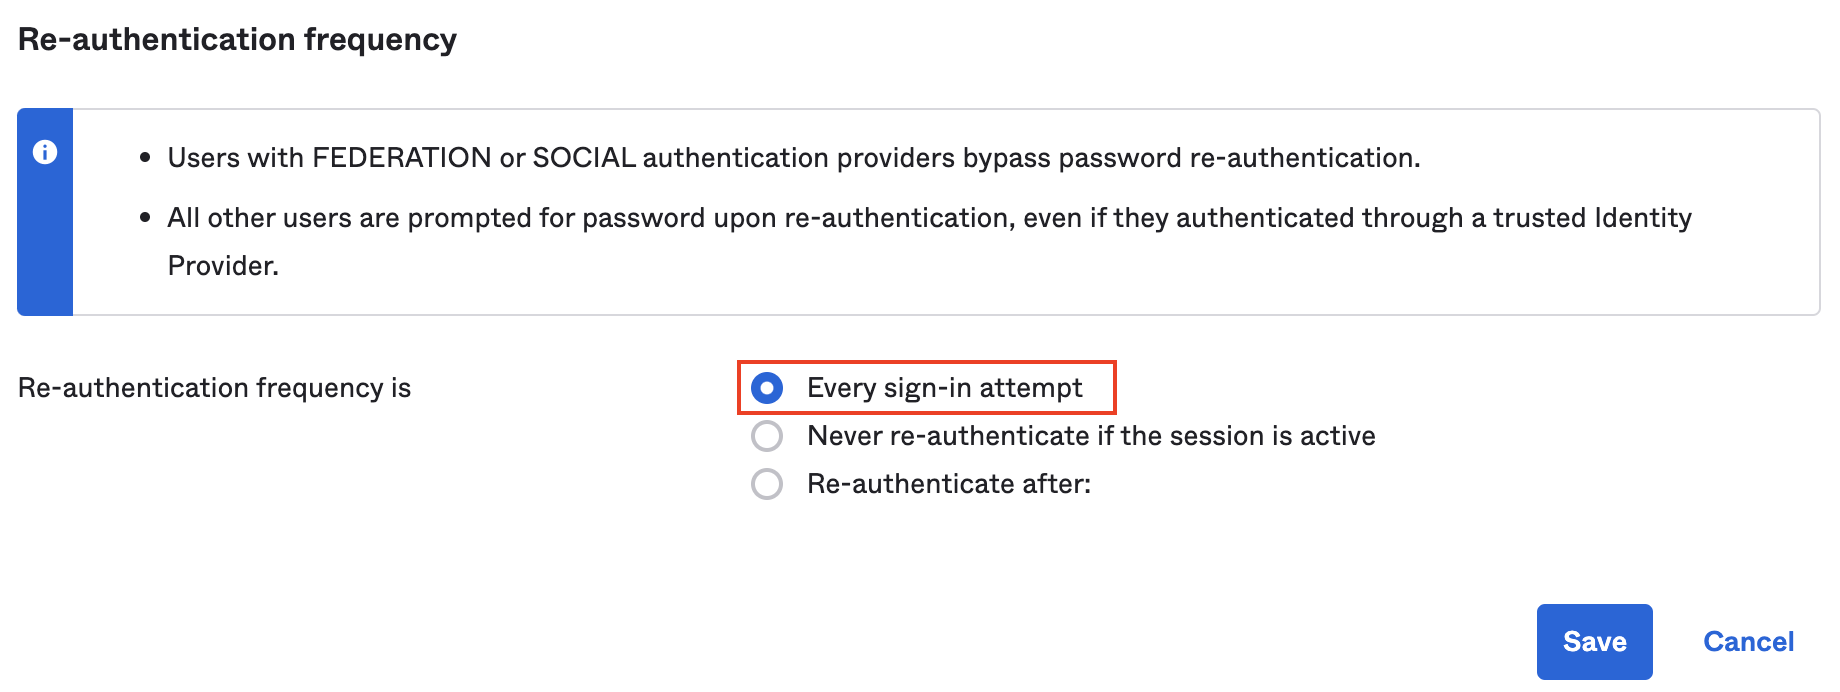 Re-authentication frequency
• Users with FEDERATION or SOCIAL authentication providers bypass password re-authentication.
• All other users are prompted for password upon re-authentication, even if they authenticated through a trusted Identity
Provider.
Re-authentication frequency is
Every sign-in attempt
Never re-authenticate if the session is active
Re-authenticate after:
Save
Cancel